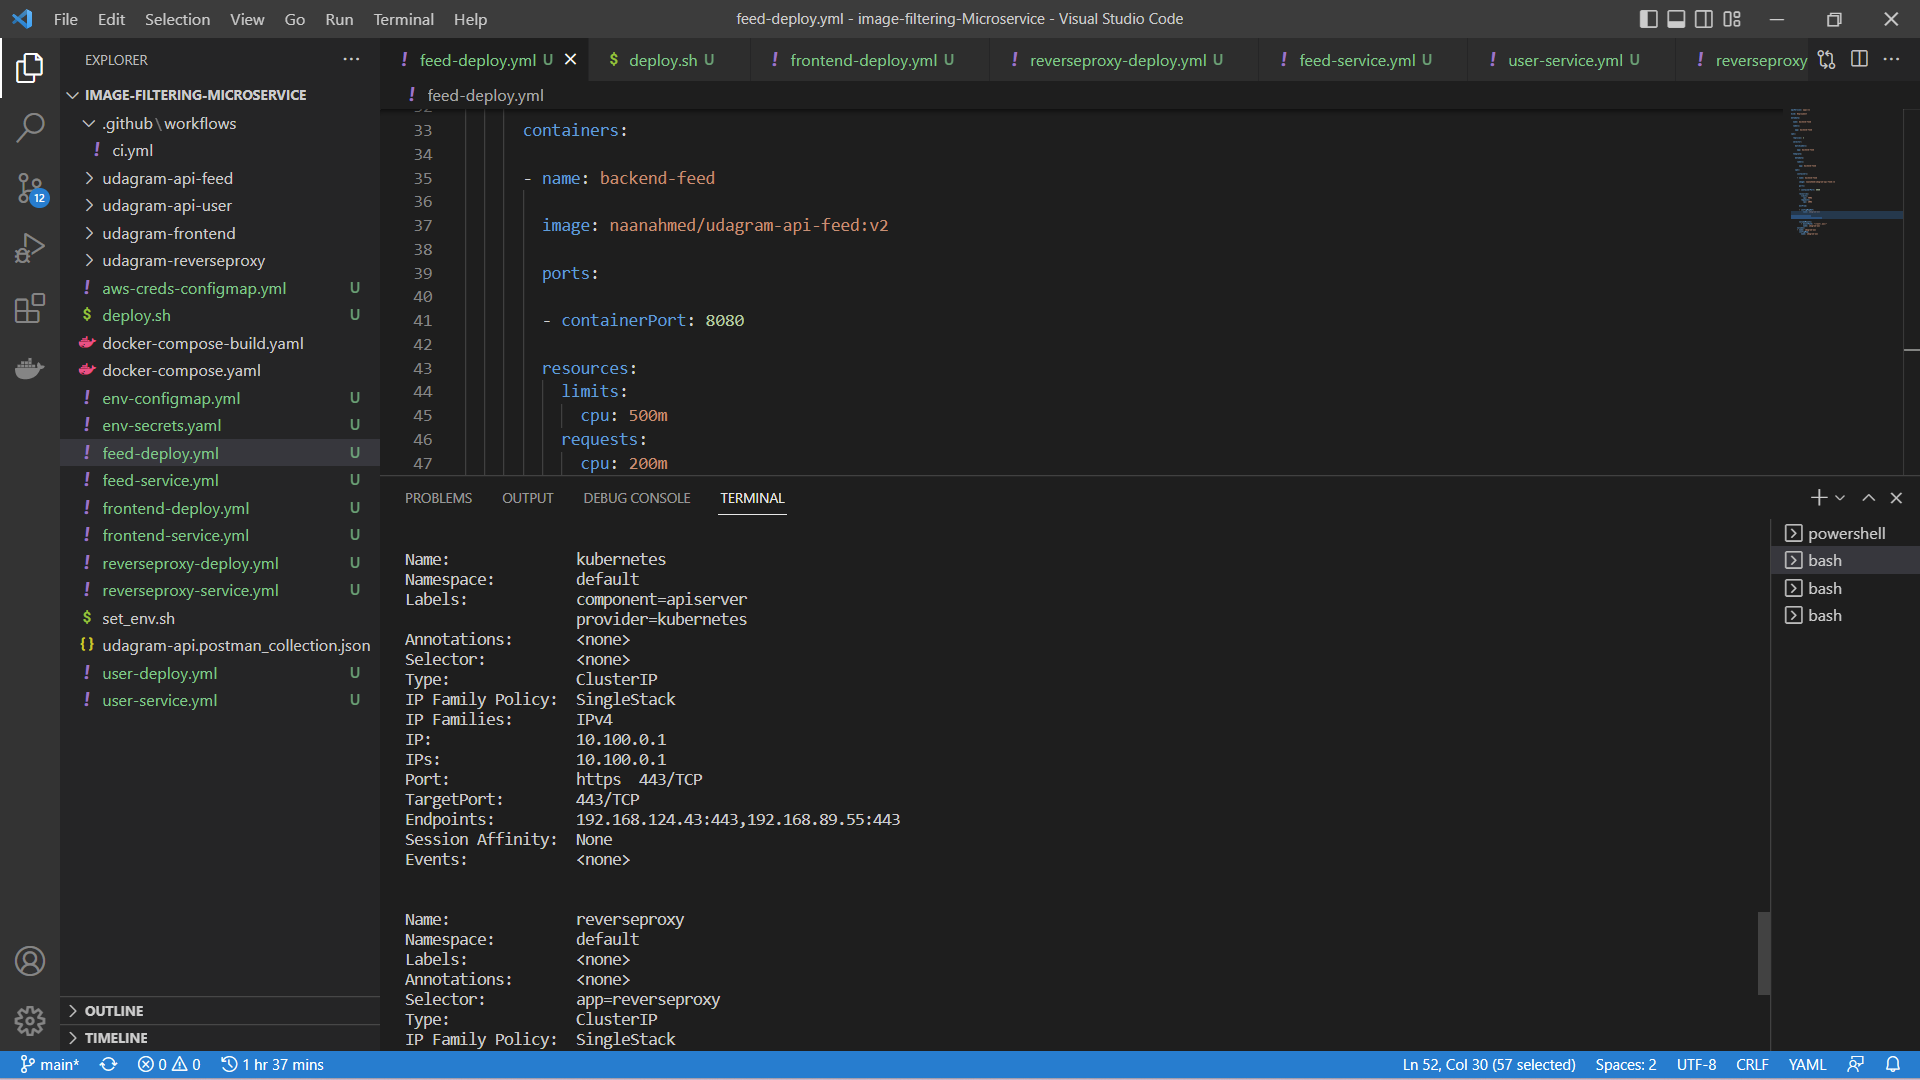 File Edit Selection View Go Run Terminal Help
feed-deploy.yml - image-filtering-Microservice - Visual Studio Code
EXPLORER
IMAGE-FILTERING-MICROSERVICE
.github\workflows
! ci.yml
udagram-api-feed
udagram-api-user
udagram-frontend
udagram-reverseproxy
! aws-creds-configmap.yml U
$ deploy.sh U
docker-compose-build.yaml
docker-compose.yaml
! env-configmap.yml U
! env-secrets.yaml U
! feed-deploy.yml U
! feed-service.yml U
! frontend-deploy.yml U
! frontend-service.yml U
! reverseproxy-deploy.yml U
! reverseproxy-service.yml U
$ set_env.sh
{} udagram-api.postman_collection.json
! user-deploy.yml U
! user-service.yml U
OUTLINE
TIMELINE
12
! feed-deploy.yml U
$ deploy.sh U
! frontend-deploy.yml U
! reverseproxy-deploy.yml U
! feed-service.yml U
! user-service.yml U
! reverseproxy
! feed-deploy.yml
33 containers:
34
35 - name: backend-feed
36
37 image: naanahmed/udagram-api-feed:v2
38
39 ports:
40
41 - containerPort: 8080
42
43 resources:
44 limits:
45 cpu: 500m
46 requests:
47 cpu: 200m
PROBLEMS OUTPUT DEBUG CONSOLE TERMINAL
Name: kubernetes
Namespace: default
Labels: component=apiserver
provider=kubernetes
Annotations: <none>
Selector: <none>
Type: ClusterIP
IP Family Policy: SingleStack
IP Families: IPv4
IP: 10.100.0.1
IPs: 10.100.0.1
Port: https 443/TCP
TargetPort: 443/TCP
Endpoints: 192.168.124.43:443,192.168.89.55:443
Session Affinity: None
Events: <none>
Name: reverseproxy
Namespace: default
Labels: <none>
Annotations: <none>
Selector: app=reverseproxy
Type: ClusterIP
IP Family Policy: SingleStack
powershell
bash
bash
bash
main* 0 0 1 hr 37 mins
Ln 52, Col 30 (57 selected) Spaces: 2 UTF-8 CRLF YAML